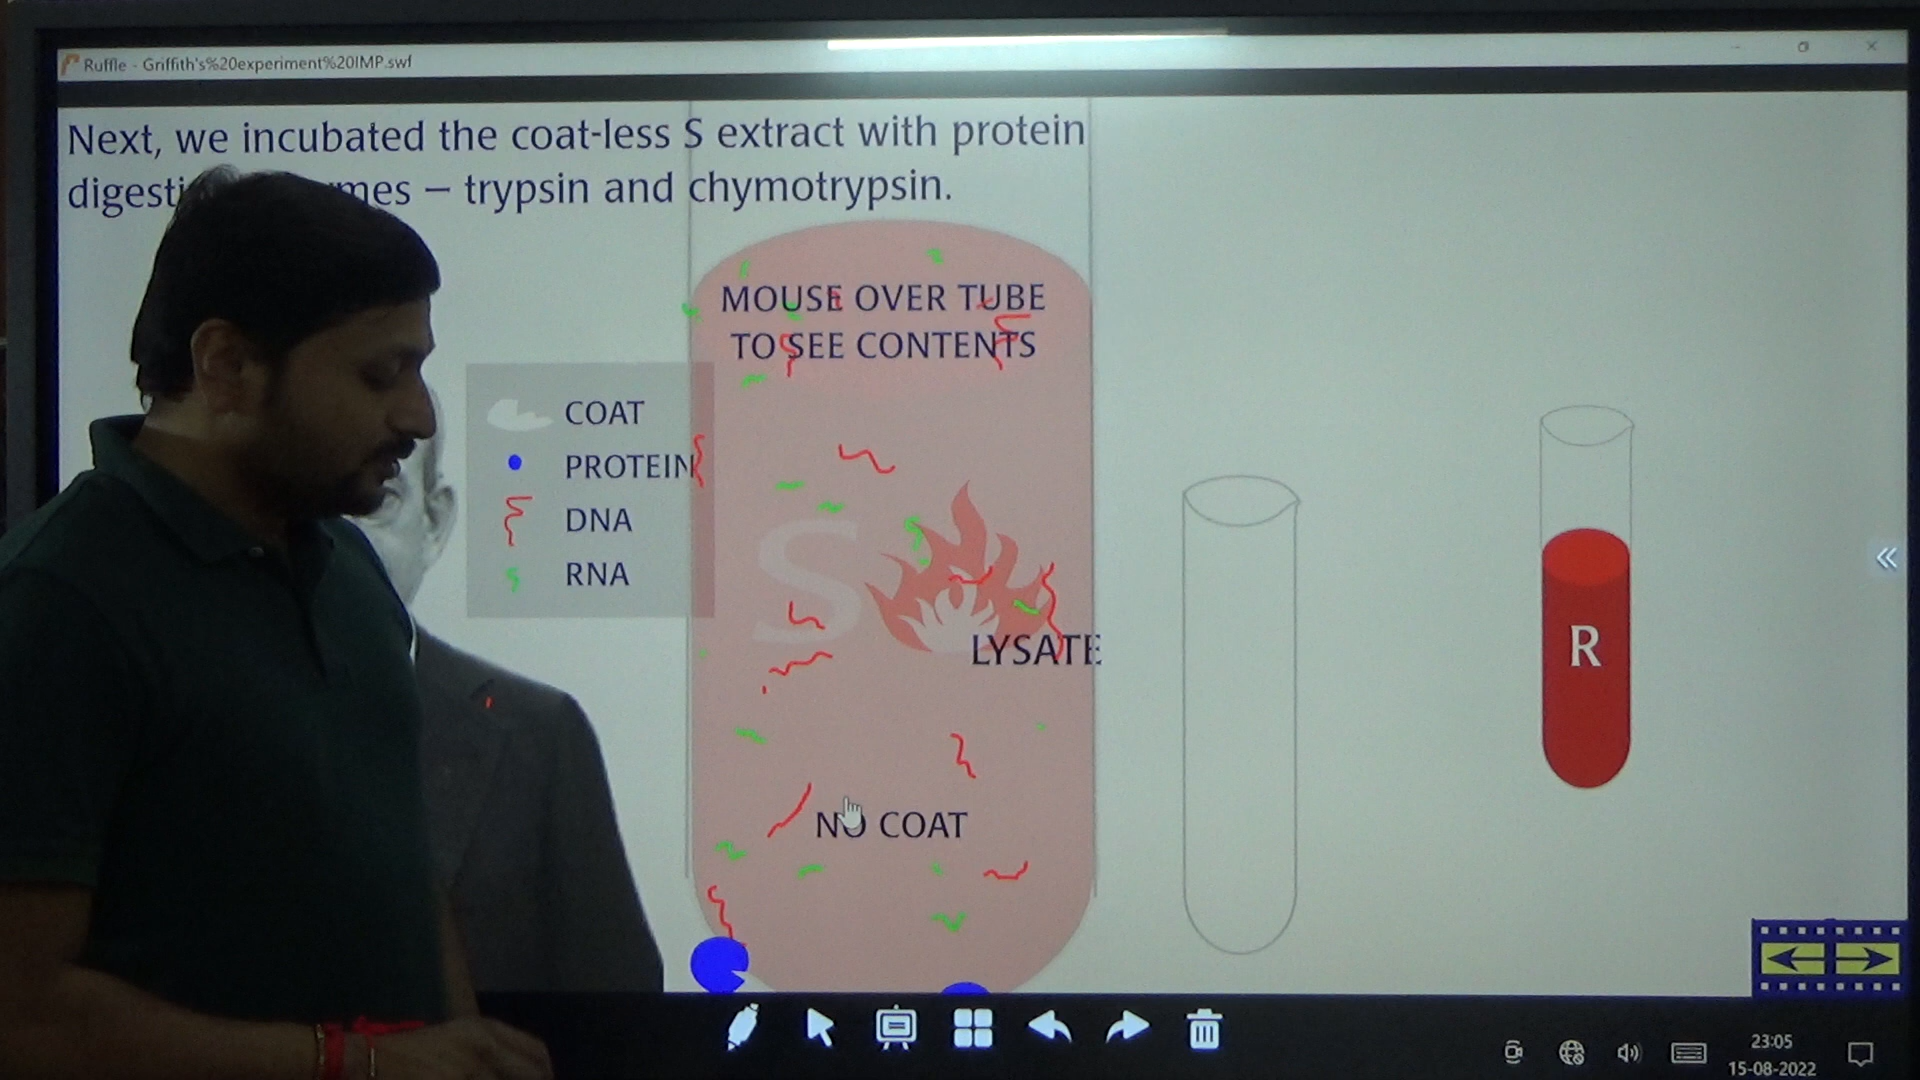 Ruffle - Griffith's%20experiment%20IMP.swf
Next, we incubated the coat-less S extract with protein
digesti mes – trypsin and chymotrypsin.
MOUSE OVER TUBE
TO SEE CONTENTS
COAT
PROTEIN
DNA
RNA
S
LYSATE
R
NO COAT
23:05
15-08-2022